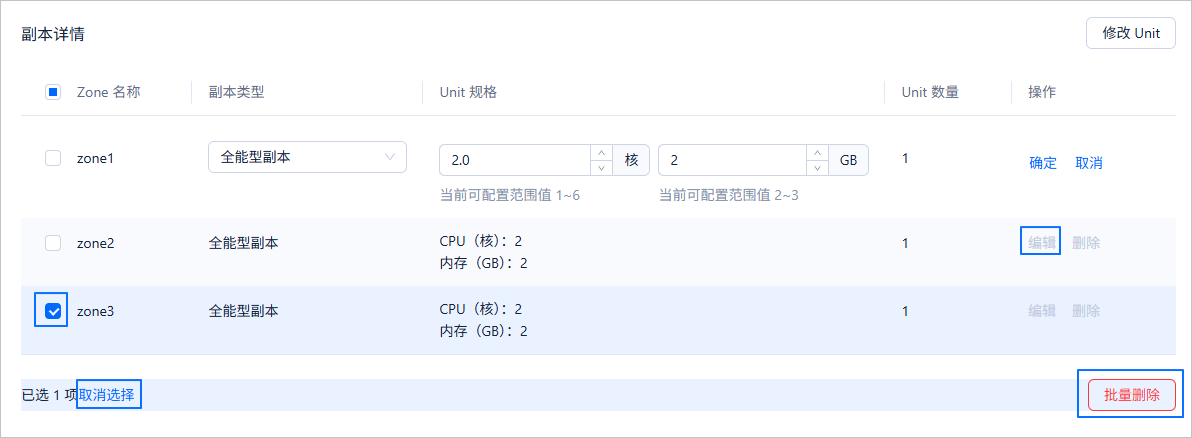 副本详情
修改 Unit
Zone 名称 副本类型 Unit 规格 Unit 数量 操作
zone1 全能型副本 2.0 核 2 GB 1 确定 取消
当前可配置范围值 1~6 当前可配置范围值 2~3
zone2 全能型副本 CPU（核）：2 1 编辑 删除
内存（GB）：2
zone3 全能型副本 CPU（核）：2 1 编辑 删除
内存（GB）：2
已选 1 项 取消选择 批量删除